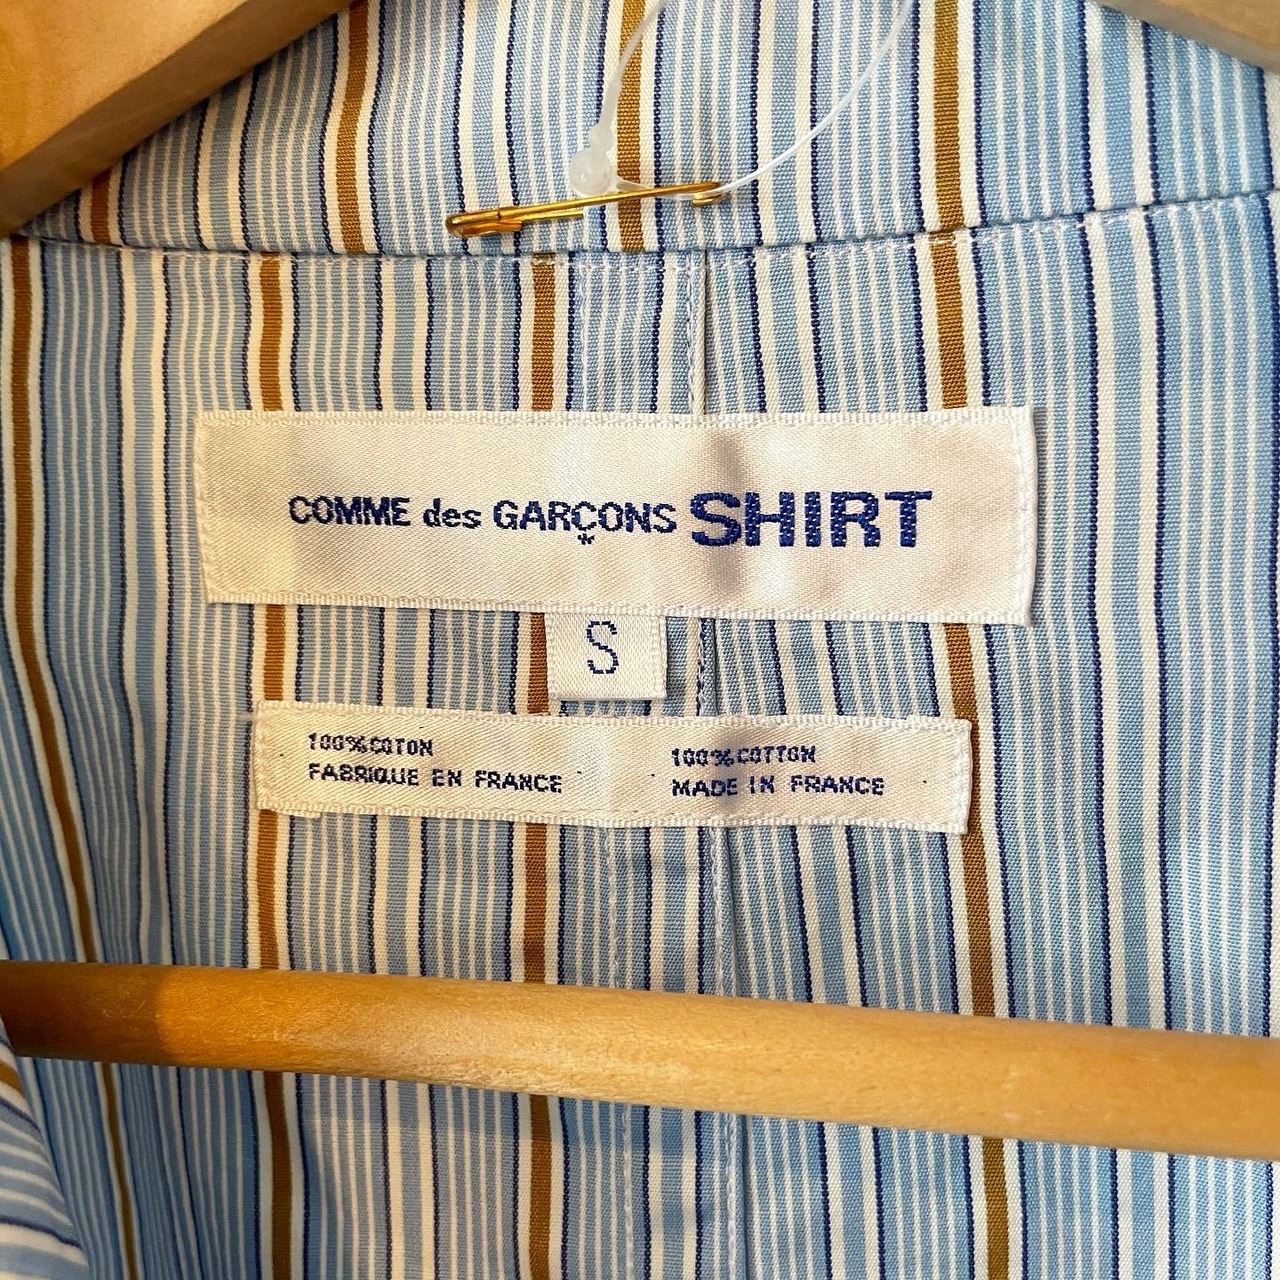 COMME des GARÇONS SHIRT
*
S
100%COTON
FABRIQUE EN FRANCE
100%COTTON
MADE IN FRANCE